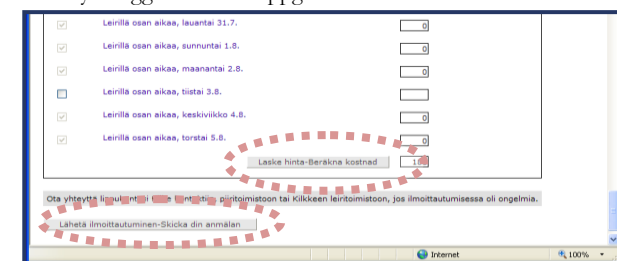 Leirillä osan aikaa, lauantai 31.7. 0
Leirillä osan aikaa, sunnuntai 1.8. 0
Leirillä osan aikaa, maanantai 2.8. 0
Leirillä osan aikaa, tiistai 3.8.
Leirillä osan aikaa, keskiviikko 4.8. 0
Leirillä osan aikaa, torstai 5.8. 0
Laske hinta-Beräkna kostnad
Ota yhteyttä piiritoimistoon tai Kilkkeen leiritoimistoon, jos ilmoittautumisessa oli ongelmia.
Lähetä ilmoittautuminen-Skicka din anmälan
Internet 100%